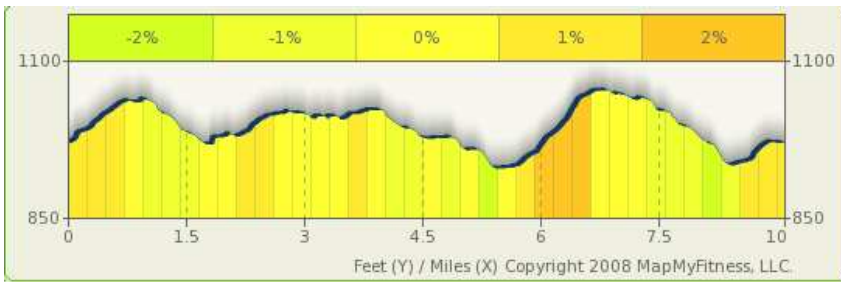 -2% -1% 0% 1% 2%
1100 1100
850 850
0 1.5 3 4.5 6 7.5 10
Feet (Y) / Miles (X) Copyright 2008 MapMyFitness, LLC.